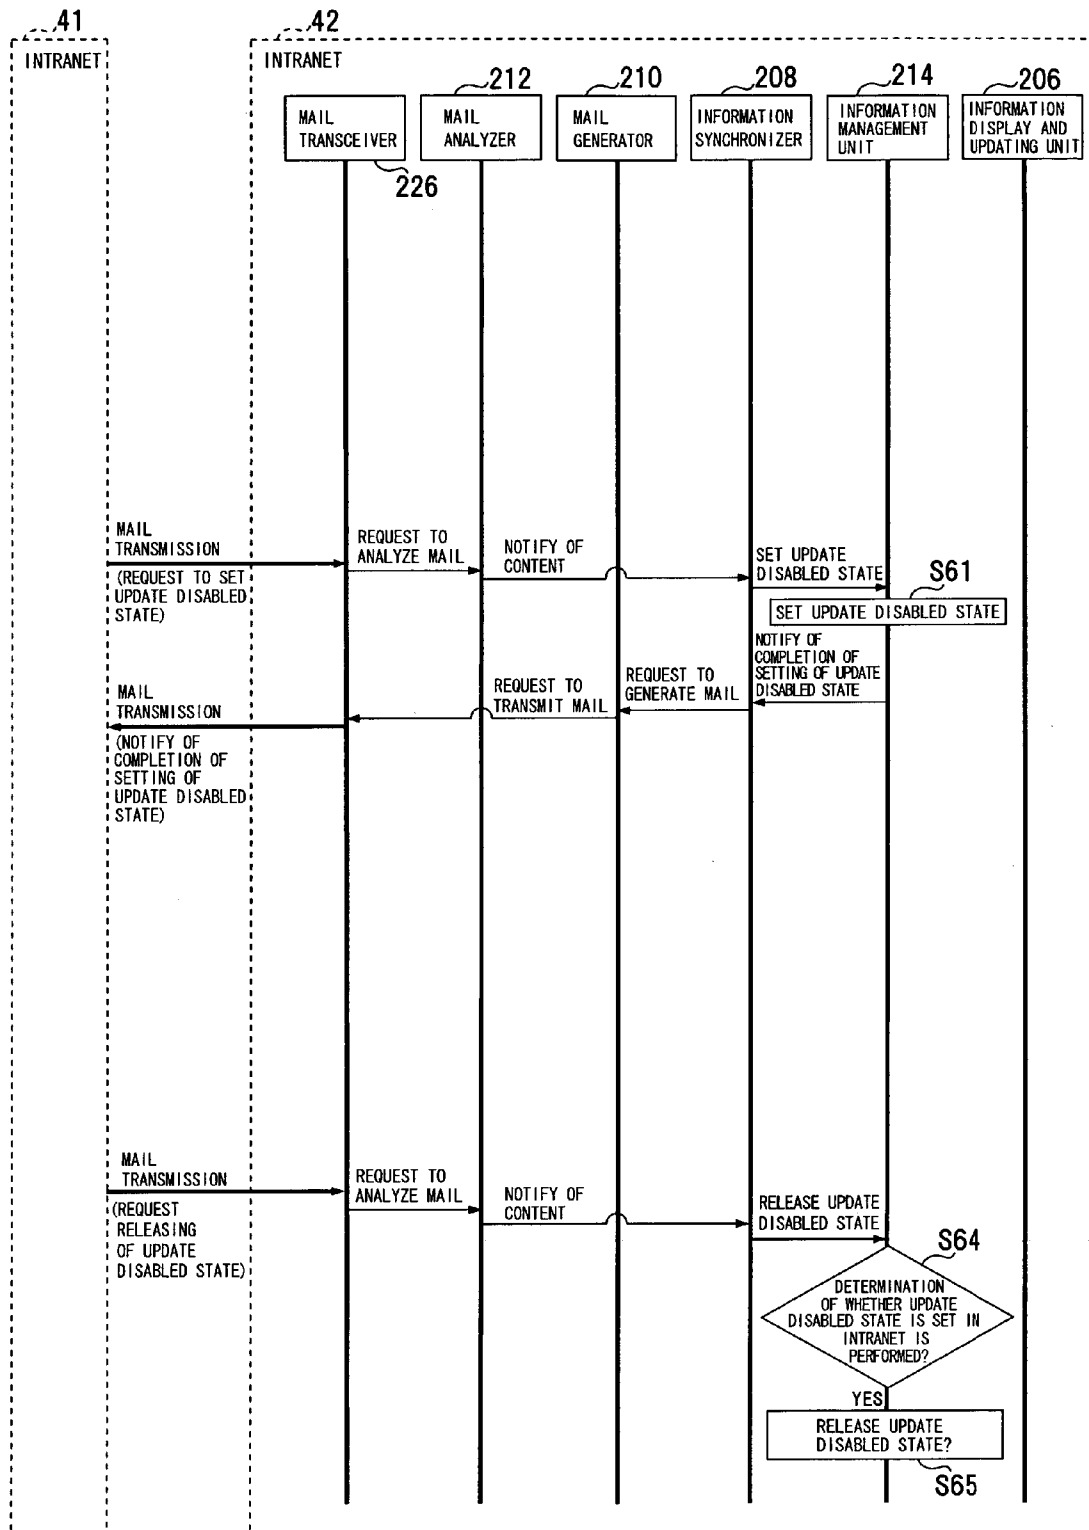 41
INTRANET
42
INTRANET
212
210
208
214
206
MAIL
TRANSCEIVER
MAIL
ANALYZER
MAIL
GENERATOR
INFORMATION
SYNCHRONIZER
INFORMATION
MANAGEMENT
UNIT
INFORMATION
DISPLAY AND
UPDATING UNIT
226
MAIL
TRANSMISSION
(REQUEST TO SET
UPDATE DISABLED
STATE)
REQUEST TO
ANALYZE MAIL
NOTIFY OF
CONTENT
SET UPDATE
DISABLED STATE
S61
SET UPDATE DISABLED STATE
NOTIFY OF
COMPLETION OF
SETTING OF UPDATE
DISABLED STATE
REQUEST TO
GENERATE MAIL
REQUEST TO
TRANSMIT MAIL
MAIL
TRANSMISSION
(NOTIFY OF
COMPLETION OF
SETTING OF
UPDATE DISABLED
STATE)
MAIL
TRANSMISSION
(REQUEST
RELEASING
OF UPDATE
DISABLED STATE)
REQUEST TO
ANALYZE MAIL
NOTIFY OF
CONTENT
RELEASE UPDATE
DISABLED STATE
S64
DETERMINATION
OF WHETHER UPDATE
DISABLED STATE IS SET IN
INTRANET IS
PERFORMED?
YES
RELEASE UPDATE
DISABLED STATE?
S65